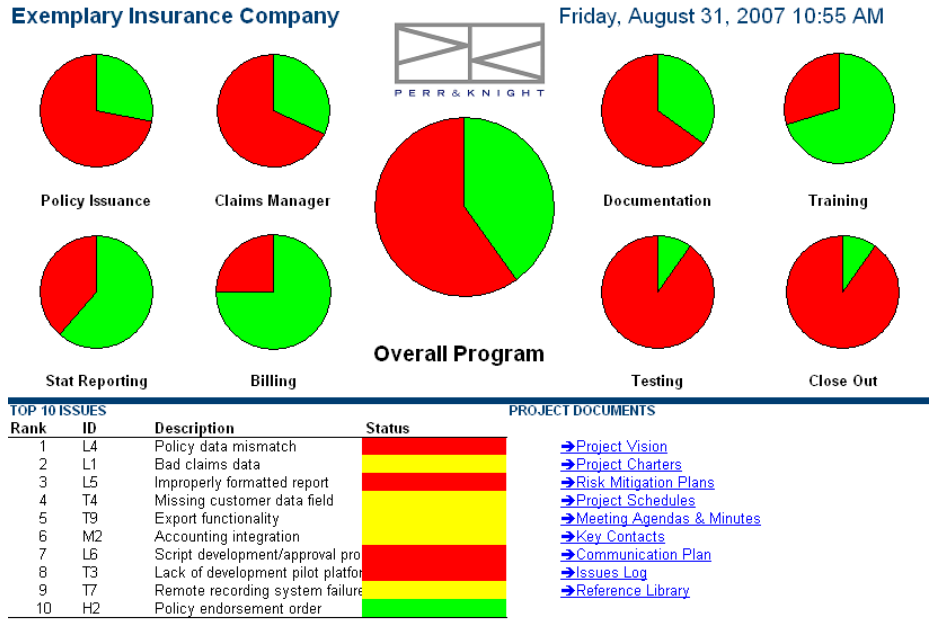 Exemplary Insurance Company
Friday, August 31, 2007 10:55 AM
PERR&KNIGHT
Policy Issuance
Claims Manager
Documentation
Training
Overall Program
Stat Reporting
Billing
Testing
Close Out
TOP 10 ISSUES
PROJECT DOCUMENTS
Rank ID Description Status
1 L4 Policy data mismatch
2 L1 Bad claims data
3 L5 Improperly formatted report
4 T4 Missing customer data field
5 T9 Export functionality
6 M2 Accounting integration
7 L6 Script development/approval pro
8 T3 Lack of development pilot platfor
9 T7 Remote recording system failure
10 H2 Policy endorsement order
➔Project Vision
➔Project Charters
➔Risk Mitigation Plans
➔Project Schedules
➔Meeting Agendas & Minutes
➔Key Contacts
➔Communication Plan
➔Issues Log
➔Reference Library